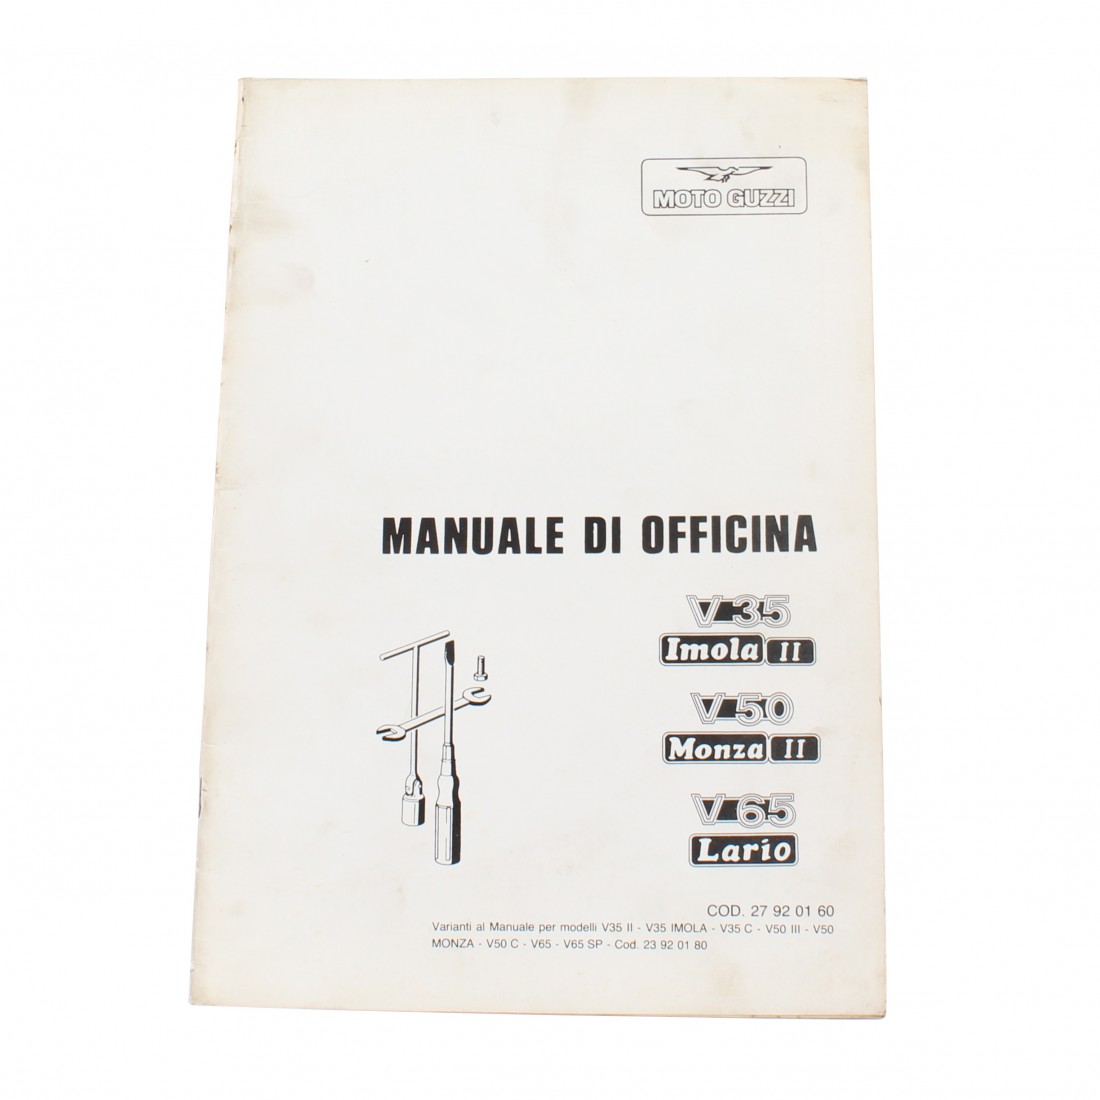 MOTO GUZZI
MANUALE DI OFFICINA
V 35
Imola II
V 50
Monza II
V 65
Lario
COD. 27 92 01 60
Varianti al Manuale per modelli V35 II - V35 IMOLA - V35 C - V50 III - V50
MONZA - V50 C - V65 - V65 SP - Cod. 23 92 01 80